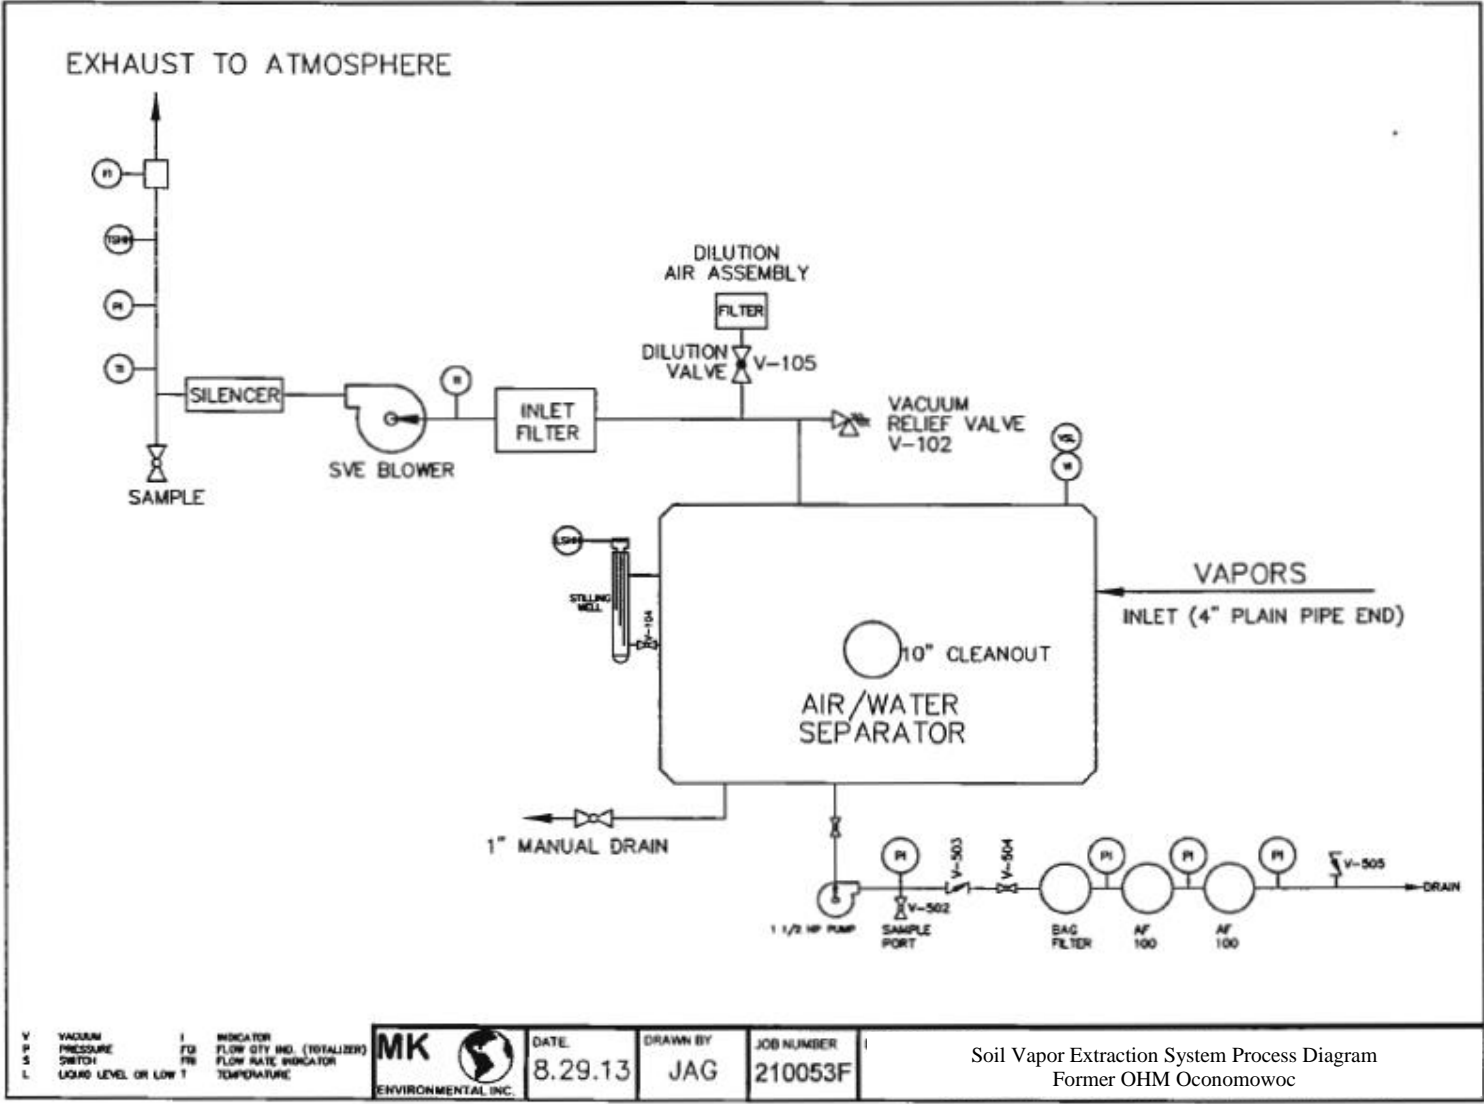 EXHAUST TO ATMOSPHERE
TSHH
PI
DILUTION
AIR ASSEMBLY
FILTER
DILUTION
VALVE
V-105
SILENCER
INLET
FILTER
SVE BLOWER
SAMPLE
VACUUM
RELIEF VALVE
V-102
VSL
LSHH
STILLING
WELL
V-104
VAPORS
INLET (4" PLAIN PIPE END)
10" CLEANOUT
AIR/WATER
SEPARATOR
1" MANUAL DRAIN
PI
V-503
V-504
PI
PI
PI
V-505
DRAIN
V-502
1 1/2 HP PUMP
SAMPLE
PORT
BAG
FILTER
AF
100
AF
100
V VACUUM I INDICATOR
P PRESSURE FQI FLOW QTY IND. (TOTALIZER)
S SWITCH FRI FLOW RATE INDICATOR
L LIQUID LEVEL OR LOW T TEMPERATURE
MK
ENVIRONMENTAL INC.
DATE
8.29.13
DRAWN BY
JAG
JOB NUMBER
210053F
Soil Vapor Extraction System Process Diagram
Former OHM Oconomowoc